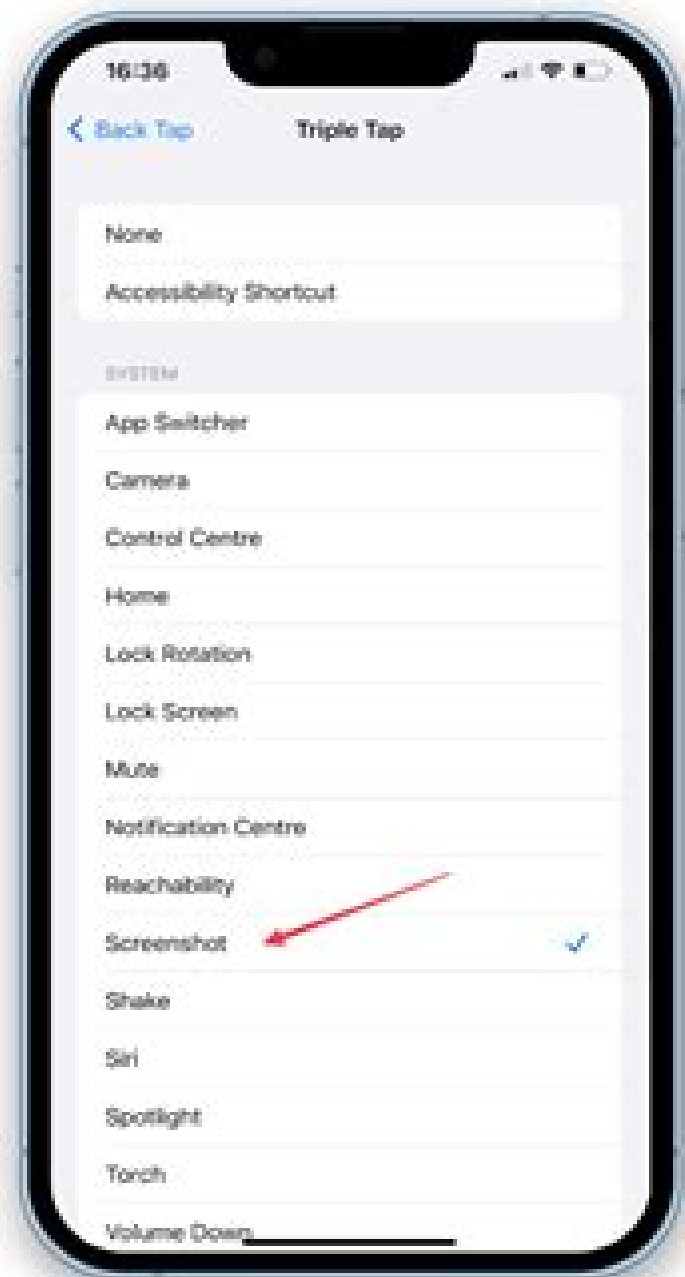 16:36
Back Tap
Triple Tap
None
Accessibility Shortcut
SYSTEM
App Switcher
Camera
Control Centre
Home
Lock Rotation
Lock Screen
Mute
Notification Centre
Reachability
Screenshot
Shake
Siri
Spotlight
Torch
Volume Down